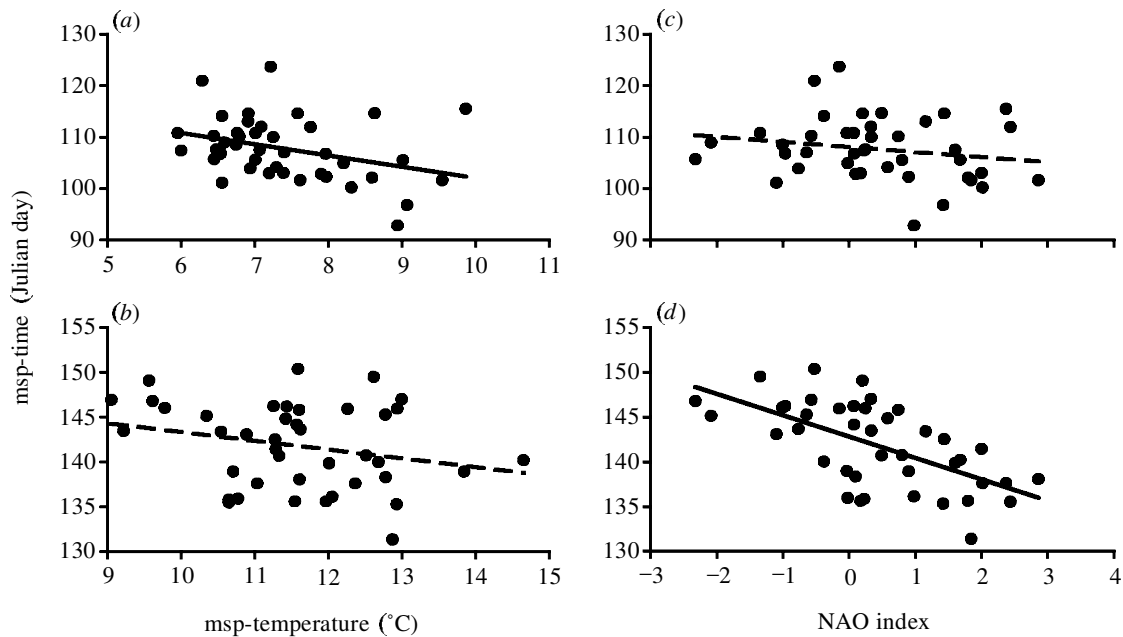 (a)
130
120
110
100
90
5 6 7 8 9 10 11
(c)
msp-time (Julian day)
(b)
155
150
145
140
135
130
9 10 11 12 13 14 15
msp-temperature (°C)
(d)
155
150
145
140
135
130
−3 −2 −1 0 1 2 3 4
NAO index
130
120
110
100
90